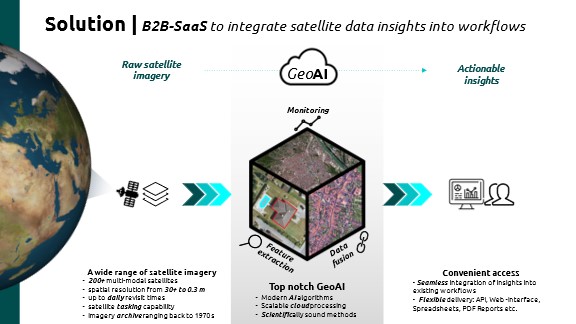 Solution | B2B-SaaS to integrate satellite data insights into workflows
Raw satellite
imagery
GeoAI
Actionable
insights
Monitoring
Feature
extraction
Data
fusion
A wide range of satellite imagery
- 200+ multi-modal satellites
- spatial resolution from 30+ to 0.3 m
- up to daily revisit times
- satellite tasking capability
- imagery archive ranging back to 1970s
Top notch GeoAI
- Modern AI algorithms
- Scalable cloud processing
- Scientifically sound methods
Convenient access
- Seamless integration of insights into
existing workflows
- Flexible delivery: API, Web-interface,
Spreadsheets, PDF Reports etc.